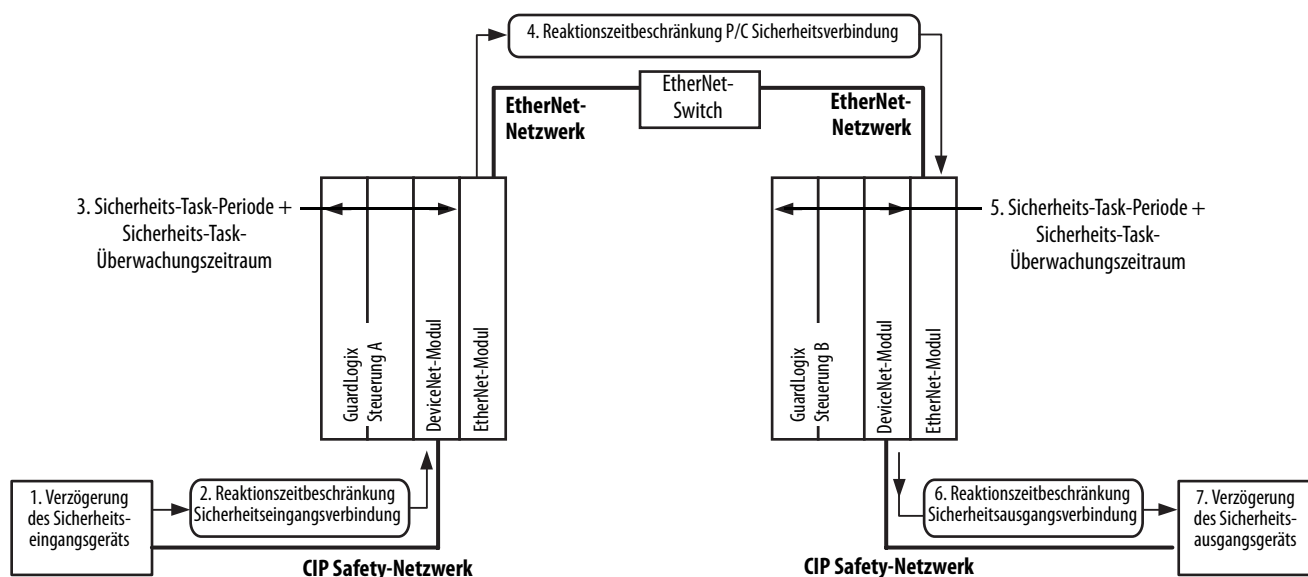 4. Reaktionszeitbeschränkung P/C Sicherheitsverbindung
EtherNet-
Switch
EtherNet-
Netzwerk
EtherNet-
Netzwerk
3. Sicherheits-Task-Periode +
Sicherheits-Task-
Überwachungszeitraum
GuardLogix
Steuerung A
DeviceNet-Modul
EtherNet-Modul
GuardLogix
Steuerung B
DeviceNet-Modul
EtherNet-Modul
5. Sicherheits-Task-Periode +
Sicherheits-Task-
Überwachungszeitraum
1. Verzögerung
des Sicherheits-
eingangsgeräts
2. Reaktionszeitbeschränkung
Sicherheitseingangsverbindung
CIP Safety-Netzwerk
6. Reaktionszeitbeschränkung
Sicherheitsausgangsverbindung
7. Verzögerung
des Sicherheits-
ausgangsgeräts
CIP Safety-Netzwerk